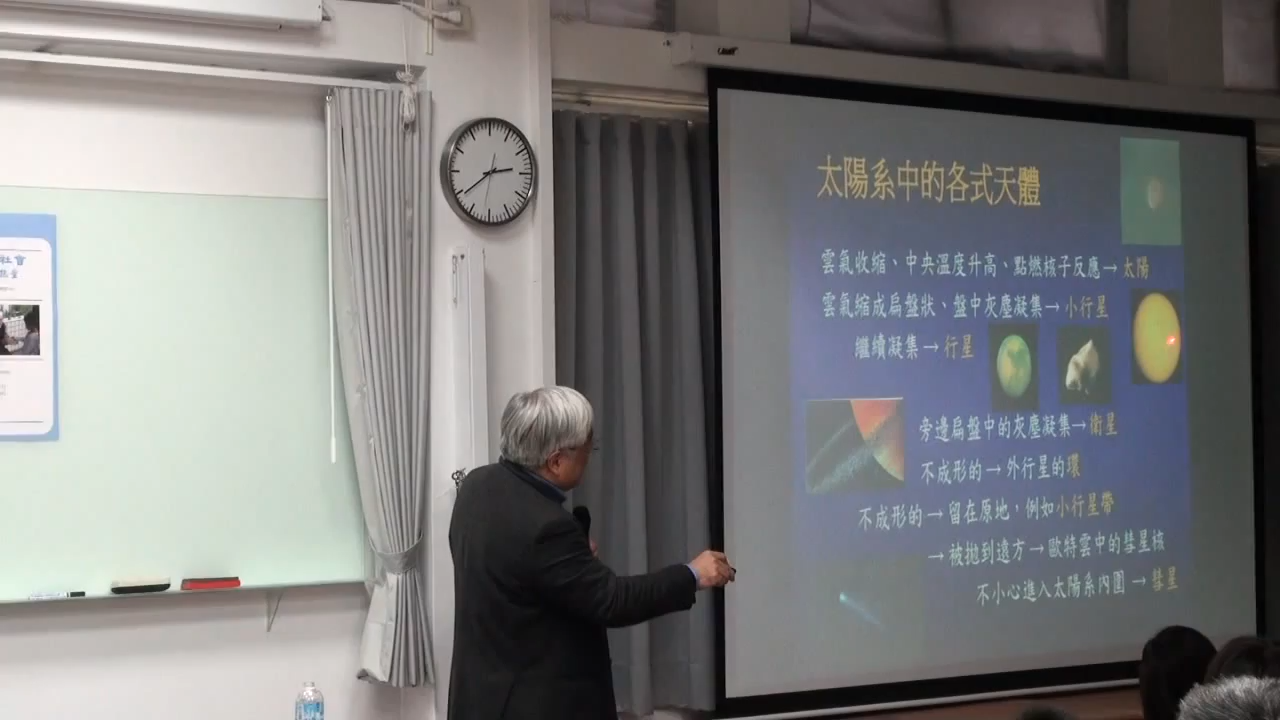 社會
太陽系中的各式天體
雲氣收縮、中央溫度升高、點燃核子反應→太陽
雲氣縮成扁盤狀、盤中灰塵凝集→小行星
繼續凝集→行星
旁邊扁盤中的灰塵凝集→衛星
不成形的→外行星的環
不成形的→留在原地，例如小行星帶
→被拋到遠方→歐特雲中的彗星核
不小心進入太陽系內圍→彗星